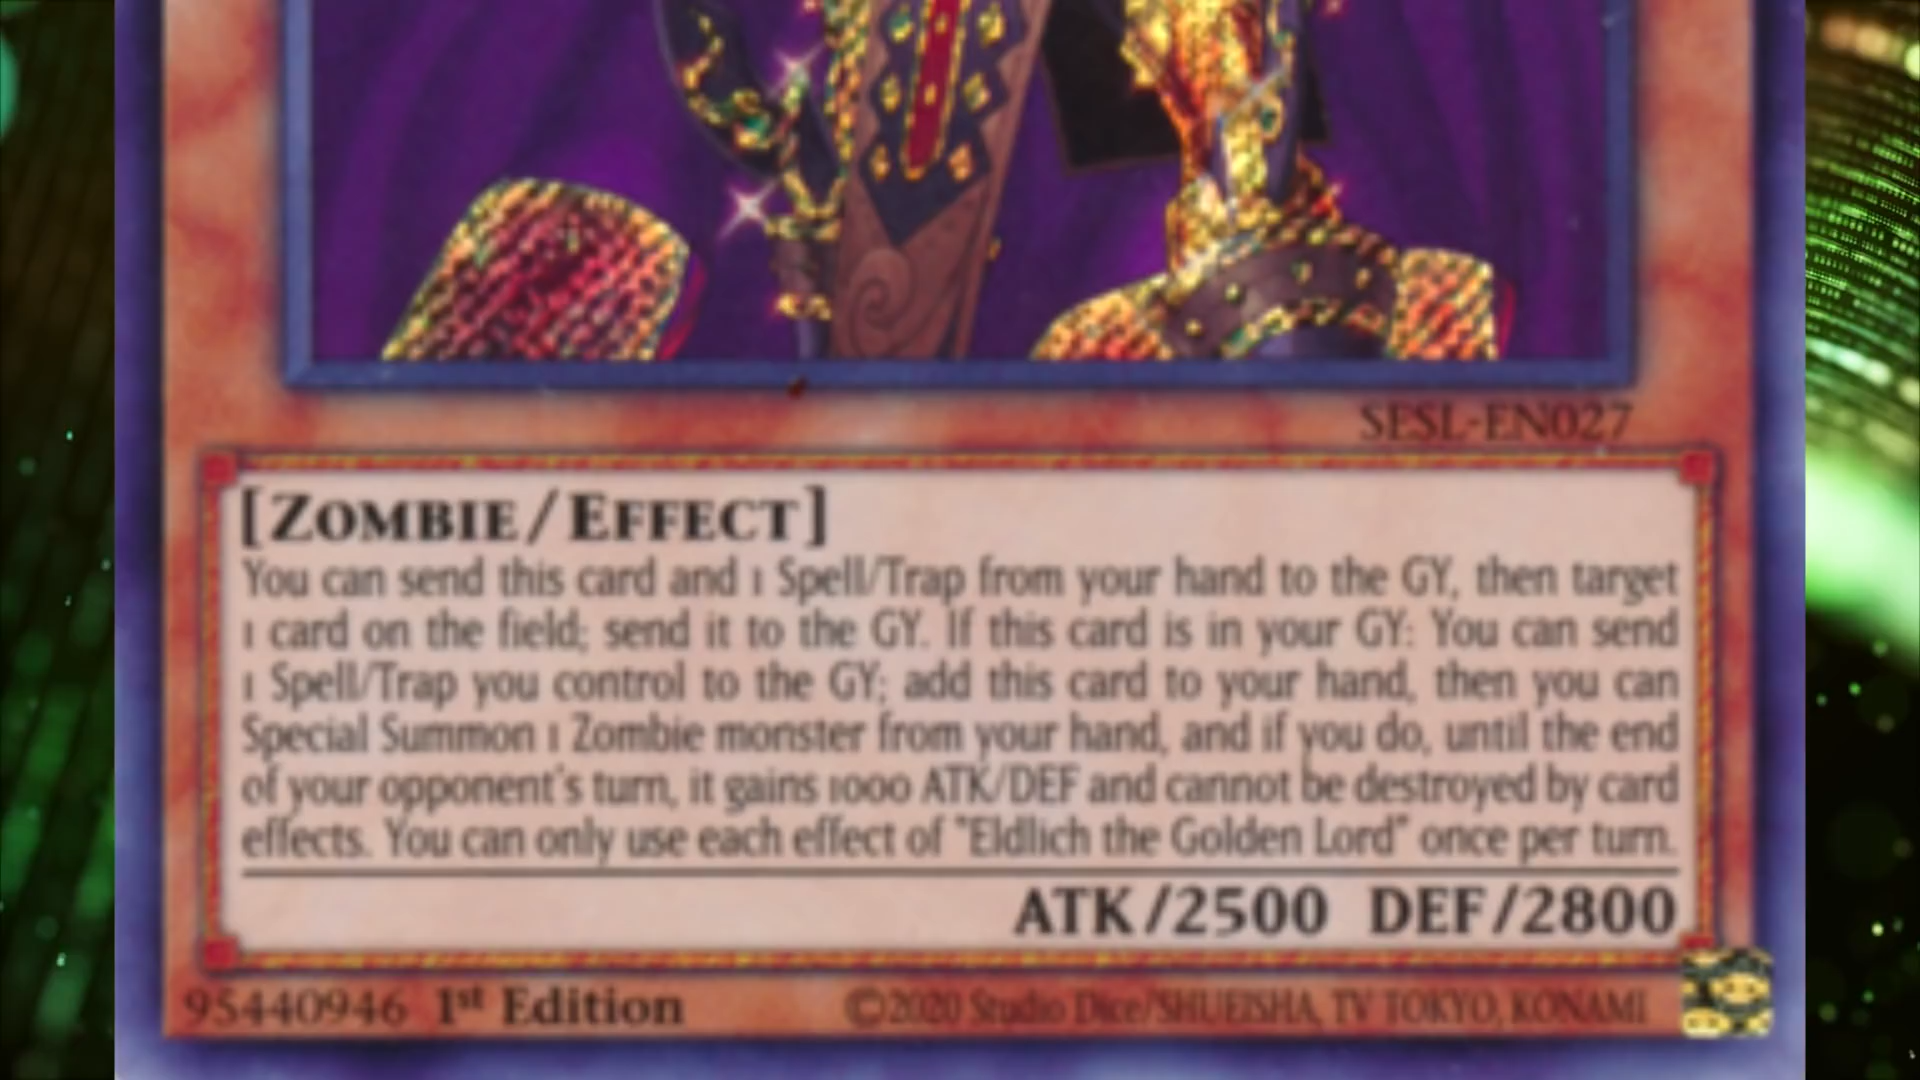 SESL-EN027
[ZOMBIE/EFFECT]
You can send this card and 1 Spell/Trap from your hand to the GY, then target
1 card on the field; send it to the GY. If this card is in your GY: You can send
1 Spell/Trap you control to the GY; add this card to your hand, then you can
Special Summon 1 Zombie monster from your hand, and if you do, until the end
of your opponent's turn, it gains 1000 ATK/DEF and cannot be destroyed by card
effects. You can only use each effect of "Eldlich the Golden Lord" once per turn.
ATK/2500 DEF/2800
95440946 1st Edition ©2020 Studio Dice/SHUEISHA, TV TOKYO, KONAMI